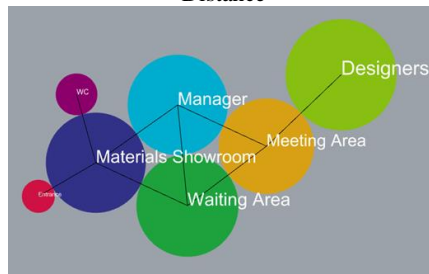 Distance
Designers
WC
Manager
Meeting Area
Materials Showroom
Entrance
Waiting Area